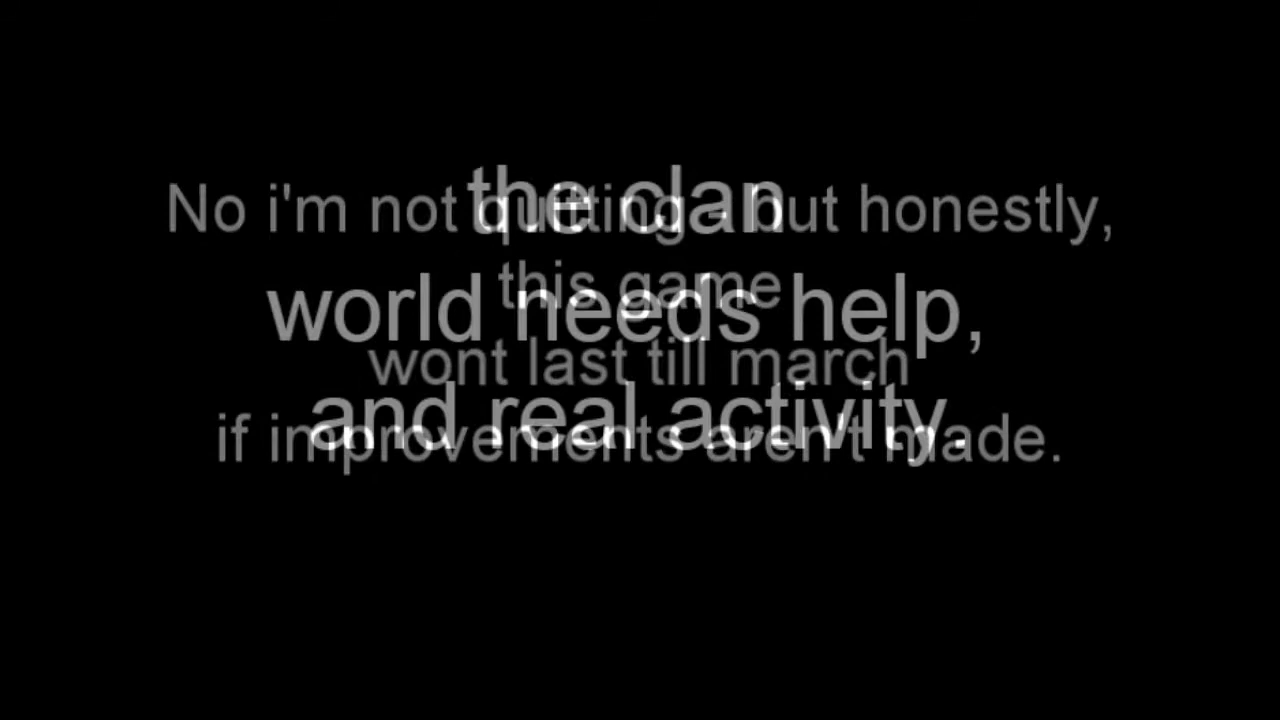 the clan
world needs help,
and real activity.
No i'm not quitting - but honestly,
this game
wont last till march
if improvements aren't made.